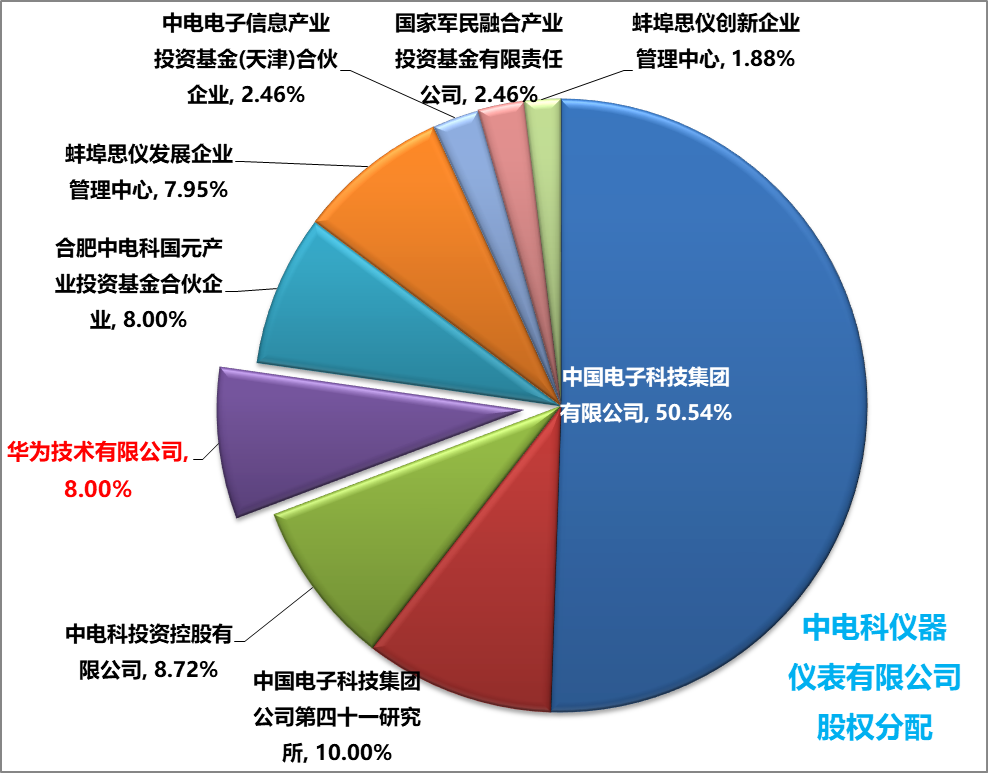 中电电子信息产业
投资基金(天津)合伙
企业, 2.46%
国家军民融合产业
投资基金有限责任
公司, 2.46%
蚌埠思仪创新企业
管理中心, 1.88%
蚌埠思仪发展企业
管理中心, 7.95%
合肥中电科国元产
业投资基金合伙企
业, 8.00%
中国电子科技集团
有限公司, 50.54%
华为技术有限公司,
8.00%
中电科投资控股有
限公司, 8.72%
中国电子科技集团
公司第四十一研究
所, 10.00%
中电科仪器
仪表有限公司
股权分配